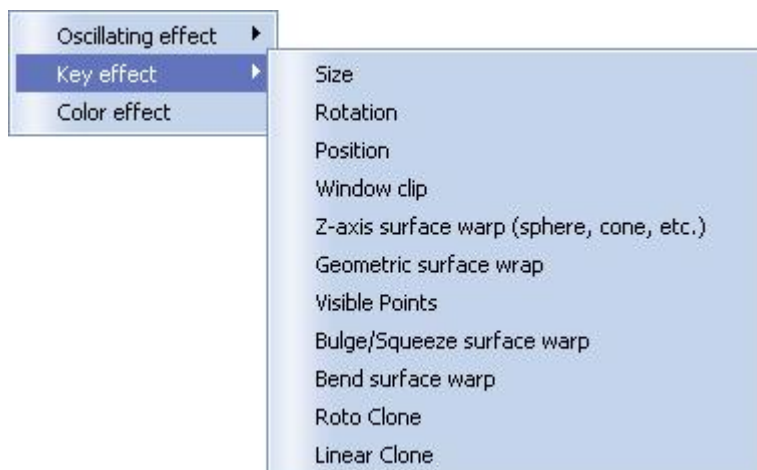 Oscillating effect
Key effect
Color effect
Size
Rotation
Position
Window clip
Z-axis surface warp (sphere, cone, etc.)
Geometric surface wrap
Visible Points
Bulge/Squeeze surface warp
Bend surface warp
Roto Clone
Linear Clone